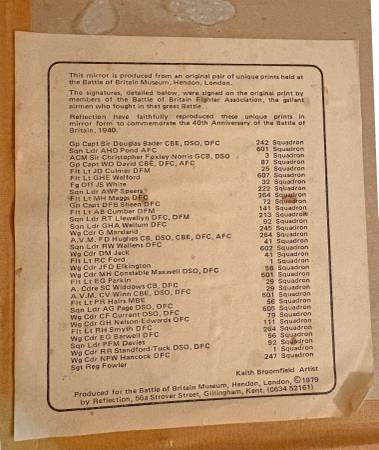 This mirror is produced from an original pair of unique prints held at
the Battle of Britain Museum, Hendon, London.
The signatures, detailed below, were signed on the original print by
members of the Battle of Britain Fighter Association, the gallant
airmen who fought in that great Battle.
Reflection have faithfully reproduced these unique prints in
mirror form to commemorate the 40th Anniversary of the Battle of
Britain, 1940.
Gp Capt Sir Douglas Bader CBE, DSO, DFC 242 Squadron
Sqn Ldr AHD Pond AFC 601 Squadron
ACM Sir Christopher Foxley-Norris GCB, DSO 3 Squadron
Gp Capt WD David CBE, DFC, AFC 87 Squadron
Flt Lt JD Culmer DFM 25 Squadron
Flt Lt GHE Welford 607 Squadron
Fg Off JS White 32 Squadron
Sqn Ldr AWP Spears 222 Squadron
Flt Lt MH Maggs DFC 264 Squadron
Gp Capt DFB Sheen DFC 72 Squadron
Flt Lt AB Cumber DFM 141 Squadron
Sqn Ldr RT Llewellyn DFC, DFM 213 Squadron
Sqn Ldr GHA Wellum DFC 92 Squadron
Wg Cdr G Marsland 245 Squadron
A.V.M. FD Hughes CB, DSO, CBE, DFC, AFC 264 Squadron
Sqn Ldr RW Wallens DFC 41 Squadron
Wg Cdr DM Jack 602 Squadron
Flt Lt RC Ford 41 Squadron
Wg Cdr JFD Elkington 1 Squadron
Wg Cdr MH Constable Maxwell DSO, DFC 56 Squadron
Flt Lt EG Parkin 501 Squadron
A. Cdre SC Widdows CB, DFC 29 Squadron
A.V.M. CV Winn CBE, DSO, DFC 29 Squadron
Flt Lt PR Hairs MBE 501 Squadron
Sqn Ldr AG Page DSO, DFC 56 Squadron
Wg Cdr CF Currant DSO, DFC 605 Squadron
Wg Cdr GH Nelson-Edwards DFC 79 Squadron
Flt Lt RH Smyth DFC 111 Squadron
Wg Cdr EG Barwell DFC 264 Squadron
Sqn Ldr PFM Davies 56 Squadron
Wg Cdr RR Standford-Tuck DSO, DFC 92 Squadron
Wg Cdr NPW Hancock DFC 1 Squadron
Sgt Reg Fowler 247 Squadron
Keith Broomfield Artist
Produced for the Battle of Britain Museum, Hendon, London, ©1979
by Reflection, 56a Strover Street, Gillingham, Kent. (0634 52161)